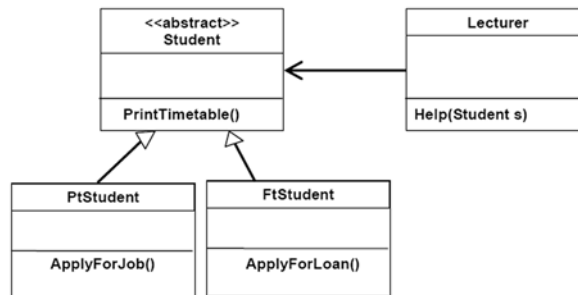 <<abstract>>
Student
PrintTimetable()
Lecturer
Help(Student s)
PtStudent
ApplyForJob()
FtStudent
ApplyForLoan()